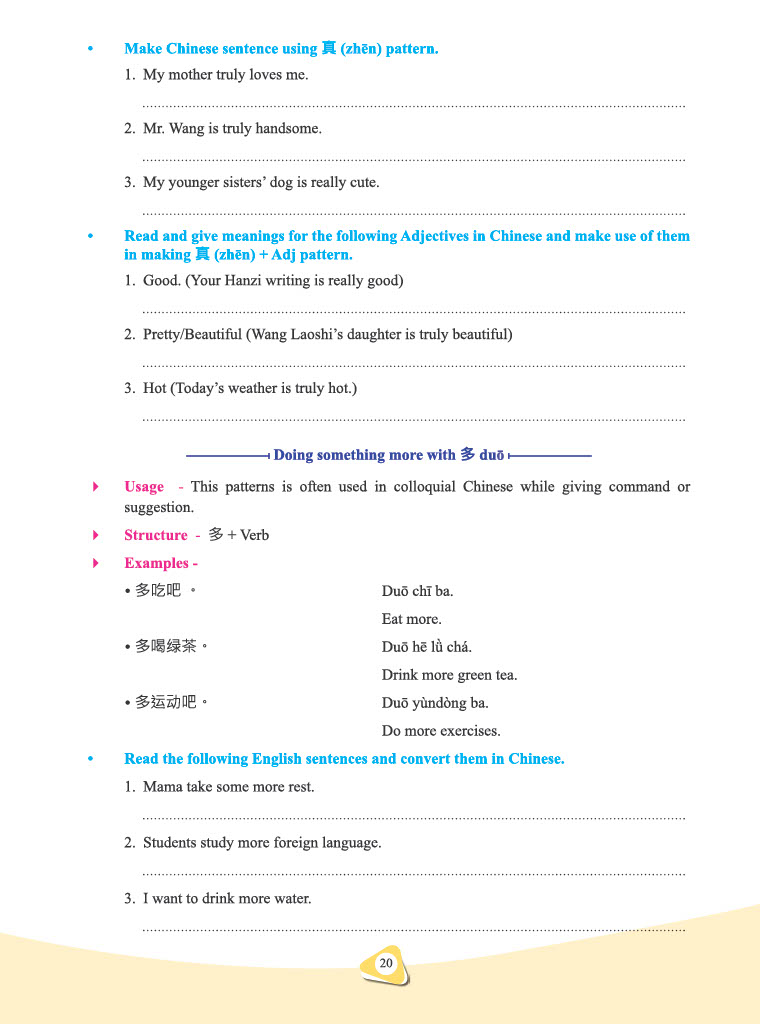 • Make Chinese sentence using 真 (zhēn) pattern.
1. My mother truly loves me.
2. Mr. Wang is truly handsome.
3. My younger sisters’ dog is really cute.
• Read and give meanings for the following Adjectives in Chinese and make use of them
in making 真 (zhēn) + Adj pattern.
1. Good. (Your Hanzi writing is really good)
2. Pretty/Beautiful (Wang Laoshi’s daughter is truly beautiful)
3. Hot (Today’s weather is truly hot.)
Doing something more with 多 duō
Usage - This patterns is often used in colloquial Chinese while giving command or
suggestion.
Structure - 多 + Verb
Examples -
• 多吃吧 。 Duō chī ba.
Eat more.
• 多喝绿茶。 Duō hē lǜ chá.
Drink more green tea.
• 多运动吧。 Duō yùndòng ba.
Do more exercises.
• Read the following English sentences and convert them in Chinese.
1. Mama take some more rest.
2. Students study more foreign language.
3. I want to drink more water.
20